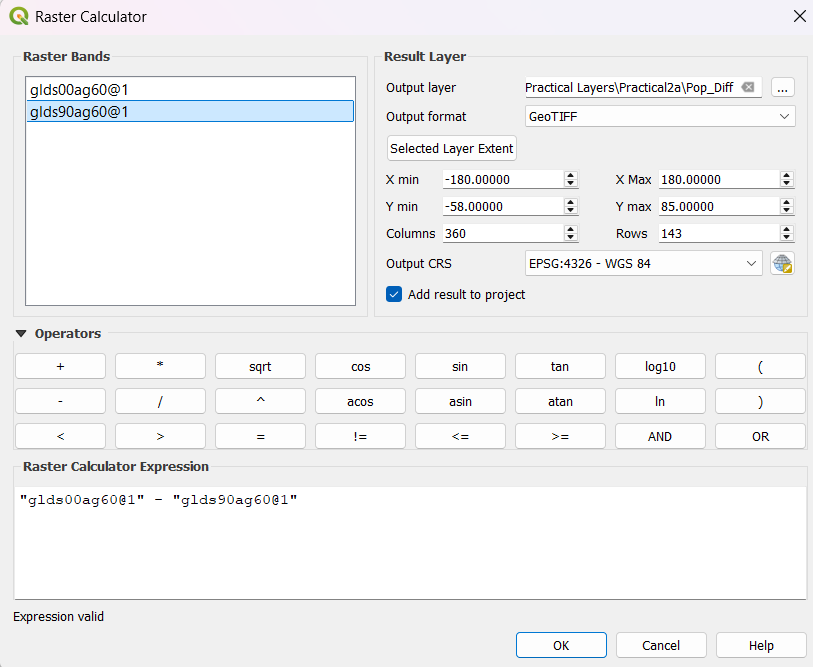 Raster Calculator
Raster Bands
glds00ag60@1
glds90ag60@1
Result Layer
Output layer Practical Layers\Practical2a\Pop_Diff ...
Output format GeoTIFF
Selected Layer Extent
X min -180.00000 X Max 180.00000
Y min -58.00000 Y max 85.00000
Columns 360 Rows 143
Output CRS EPSG:4326 - WGS 84
Add result to project
Operators
+ * sqrt cos sin tan log10 (
- / ^ acos asin atan ln )
< > = != <= >= AND OR
Raster Calculator Expression
"glds00ag60@1" - "glds90ag60@1"
Expression valid
OK Cancel Help